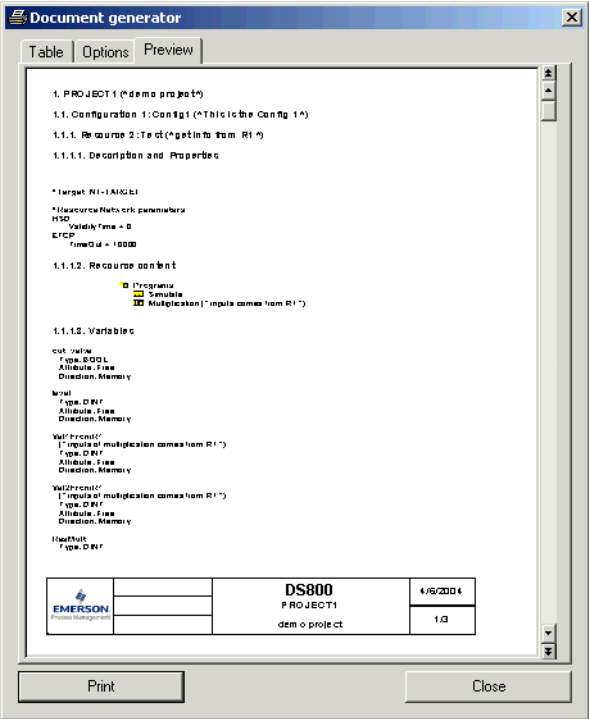 Document generator
Table Options Preview
1. PROJECT1 (*demo project*)
1.1. Configuration 1:Config1 (*This is the Config 1*)
1.1.1. Resource 2:Test (*get info from R1*)
1.1.1.1. Description and Properties
*Target NT-TARGET
*Resource Network parameters
HSD
ValidityTime = 0
ETCP
TimeOut = 10000
1.1.1.2. Resource content
Programs
Simulate
Multiplication (*inputs comes from R1*)
1.1.1.3. Variables
out_valve
Type: BOOL
Attribute: Free
Direction: Memory
level
Type: DINT
Attribute: Free
Direction: Memory
Val1FromR1
(*inputs of multiplication comes from R1*)
Type: DINT
Attribute: Free
Direction: Memory
Val2FromR1
(*inputs of multiplication comes from R1*)
Type: DINT
Attribute: Free
Direction: Memory
ResMult
Type: DINT
EMERSON
Process Management
DS800
PROJECT1
demo project
4/6/2004
1/3
Print Close